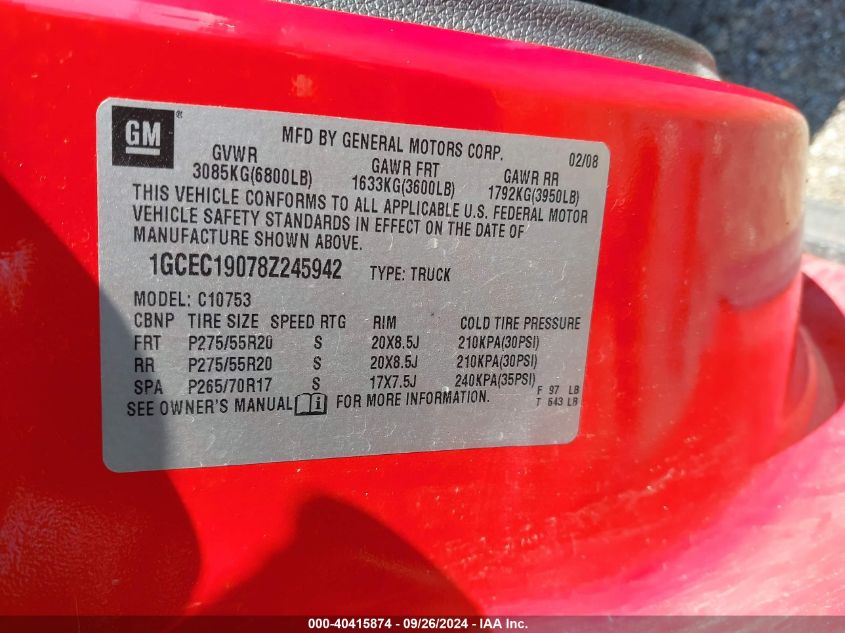 GM ®
MFD BY GENERAL MOTORS CORP. 02/08
GVWR GAWR FRT GAWR RR
3085KG(6800LB) 1633KG(3600LB) 1792KG(3950LB)
THIS VEHICLE CONFORMS TO ALL APPLICABLE U.S. FEDERAL MOTOR
VEHICLE SAFETY STANDARDS IN EFFECT ON THE DATE OF
MANUFACTURE SHOWN ABOVE.
1GCEC19078Z245942 TYPE: TRUCK
MODEL: C10753
CBNP TIRE SIZE SPEED RTG RIM COLD TIRE PRESSURE
FRT P275/55R20 S 20X8.5J 210KPA(30PSI)
RR P275/55R20 S 20X8.5J 210KPA(30PSI)
SPA P265/70R17 S 17X7.5J 240KPA(35PSI)
F 97 LB
SEE OWNER'S MANUAL i FOR MORE INFORMATION. T 543 LB
000-40415874 - 09/26/2024 - IAA Inc.